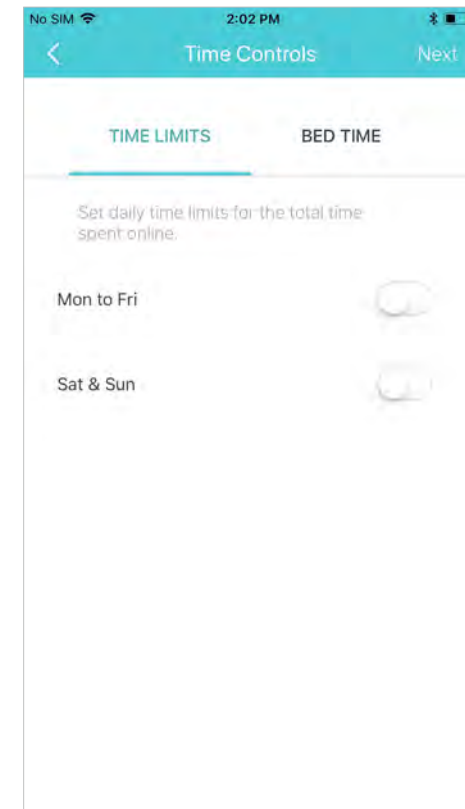 No SIM 2:02 PM
Time Controls Next
TIME LIMITS BED TIME
Set daily time limits for the total time
spent online.
Mon to Fri
Sat & Sun